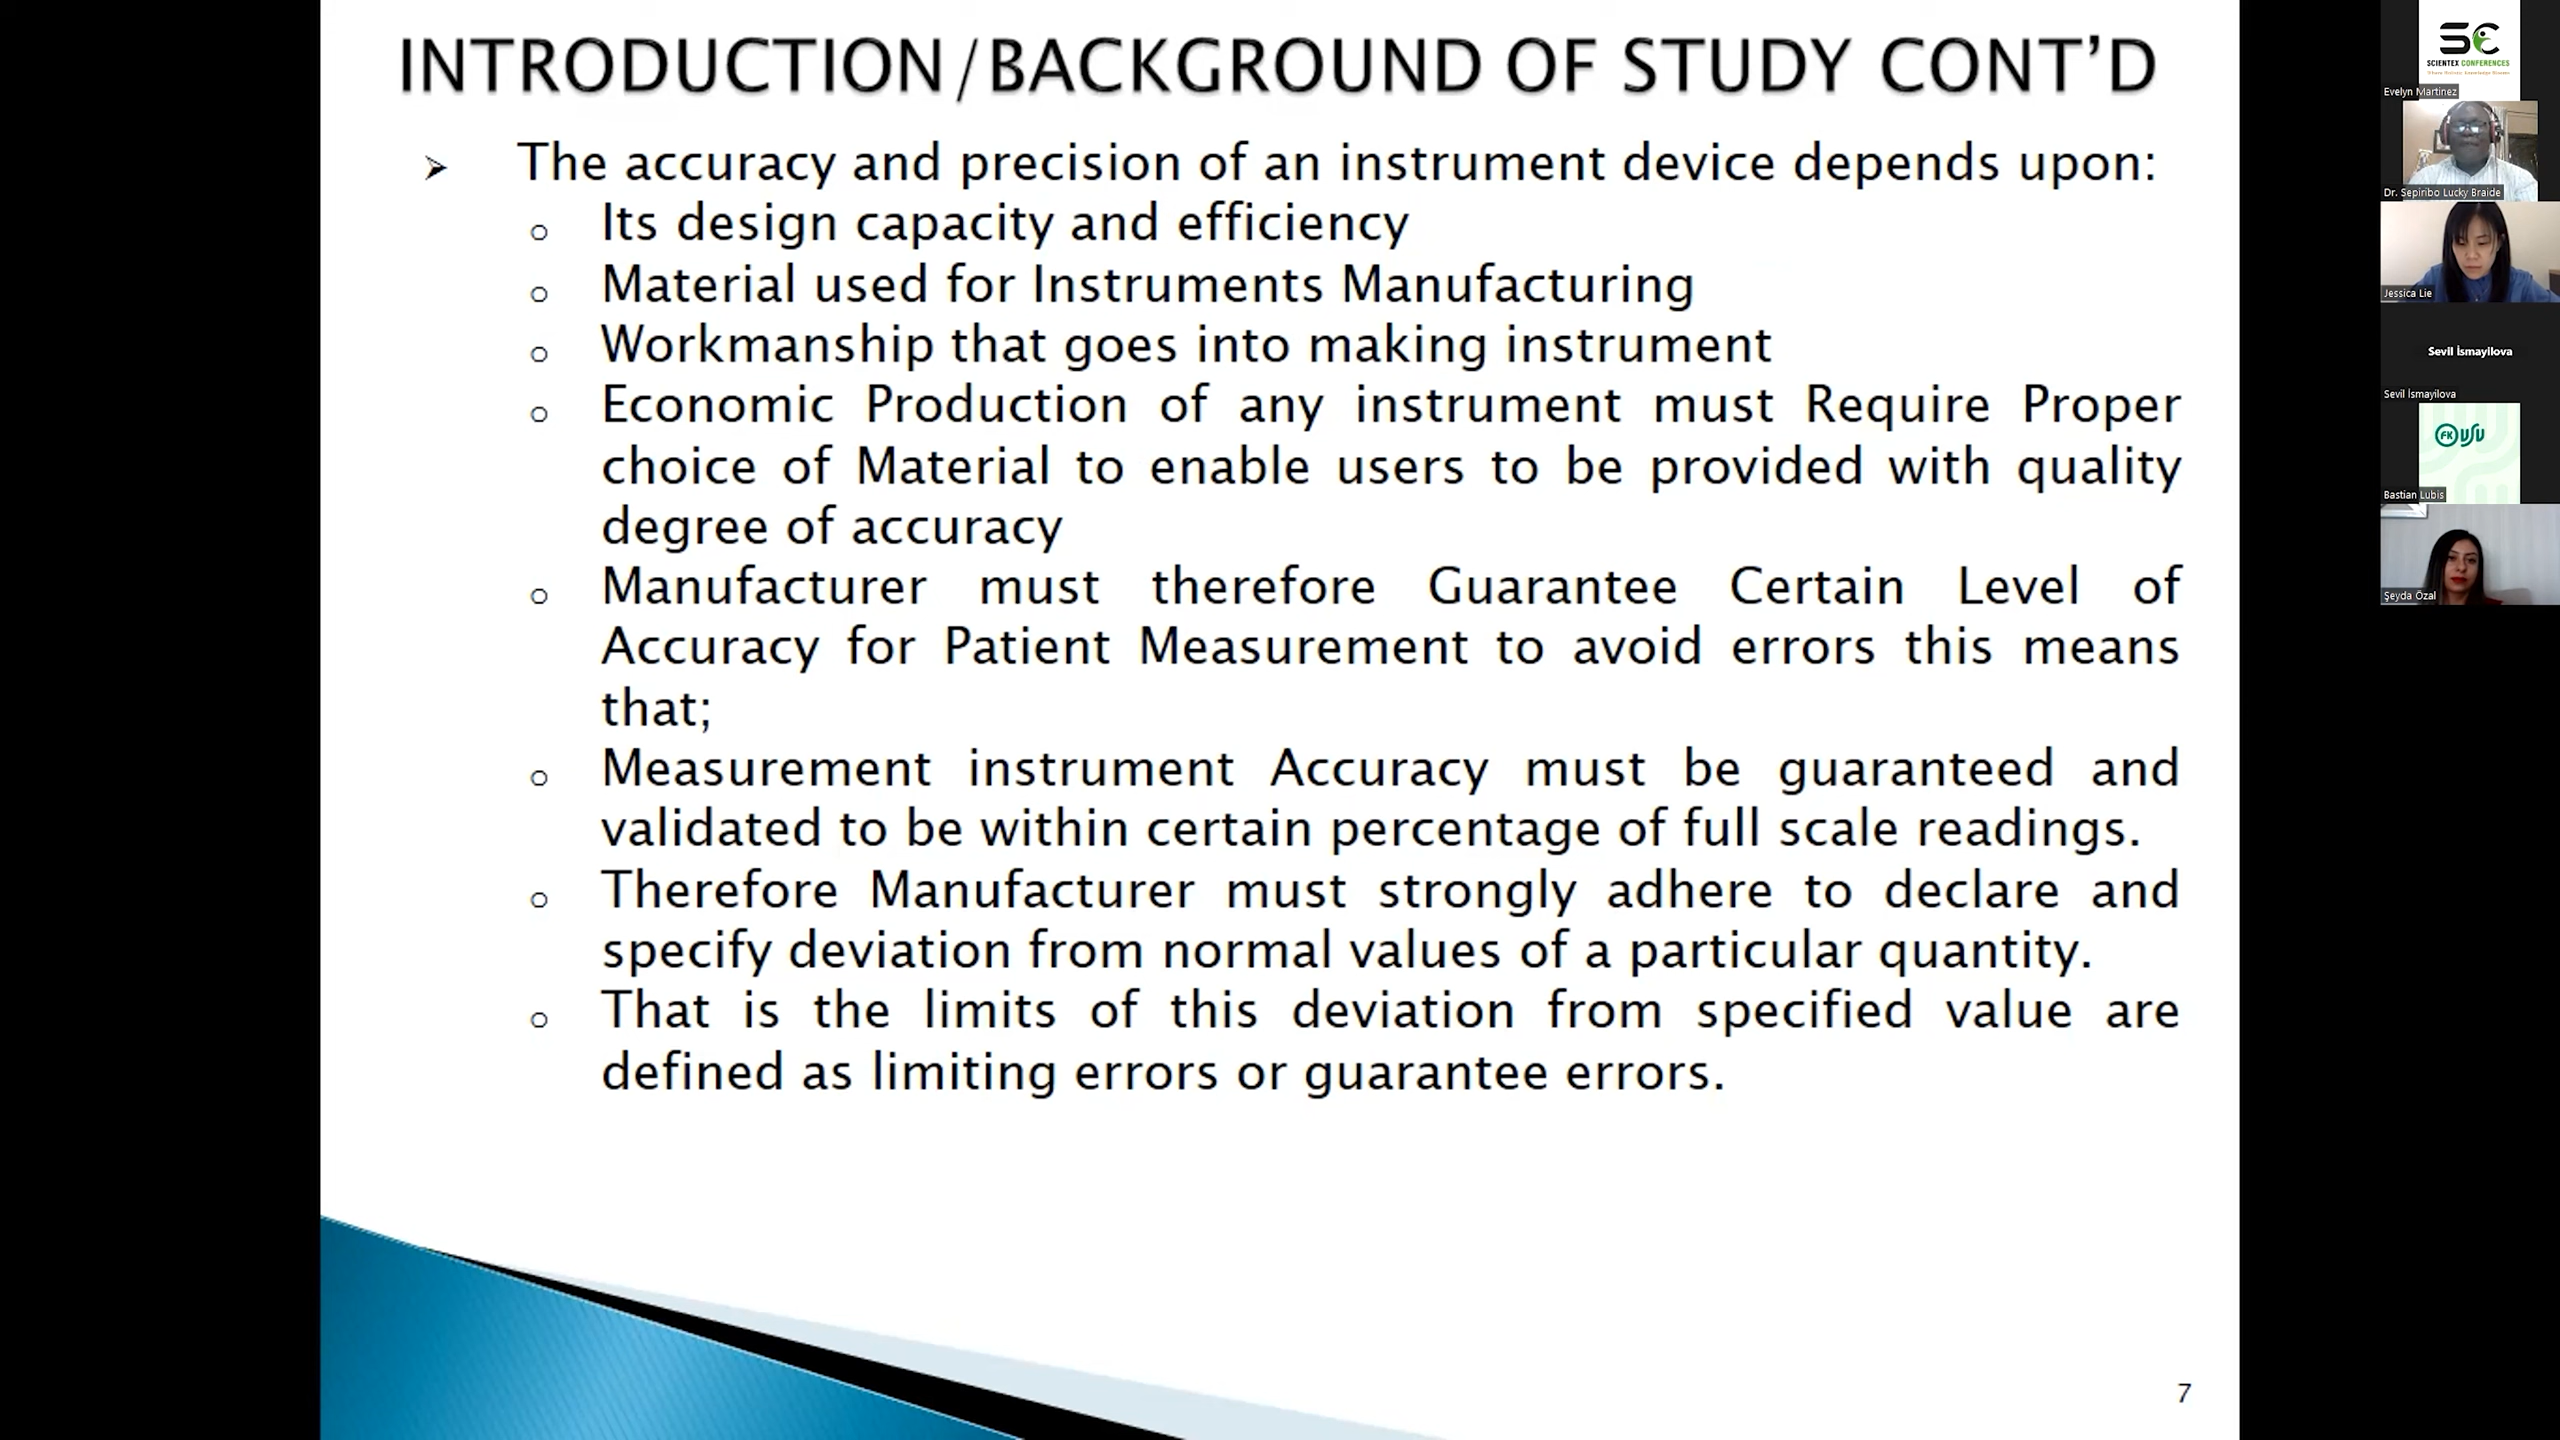 INTRODUCTION/BACKGROUND OF STUDY CONT’D
➢ The accuracy and precision of an instrument device depends upon:
o Its design capacity and efficiency
o Material used for Instruments Manufacturing
o Workmanship that goes into making instrument
o Economic Production of any instrument must Require Proper
choice of Material to enable users to be provided with quality
degree of accuracy
o Manufacturer must therefore Guarantee Certain Level of
Accuracy for Patient Measurement to avoid errors this means
that;
o Measurement instrument Accuracy must be guaranteed and
validated to be within certain percentage of full scale readings.
o Therefore Manufacturer must strongly adhere to declare and
specify deviation from normal values of a particular quantity.
o That is the limits of this deviation from specified value are
defined as limiting errors or guarantee errors.
7
SC
SCIENTEX CONFERENCES
Evelyn Martinez
Dr. Sepiribo Lucky Braide
Jessica Lie
Sevil İsmayilova
Sevil İsmayilova
FK USU
Bastian Lubis
Şeyda Özal